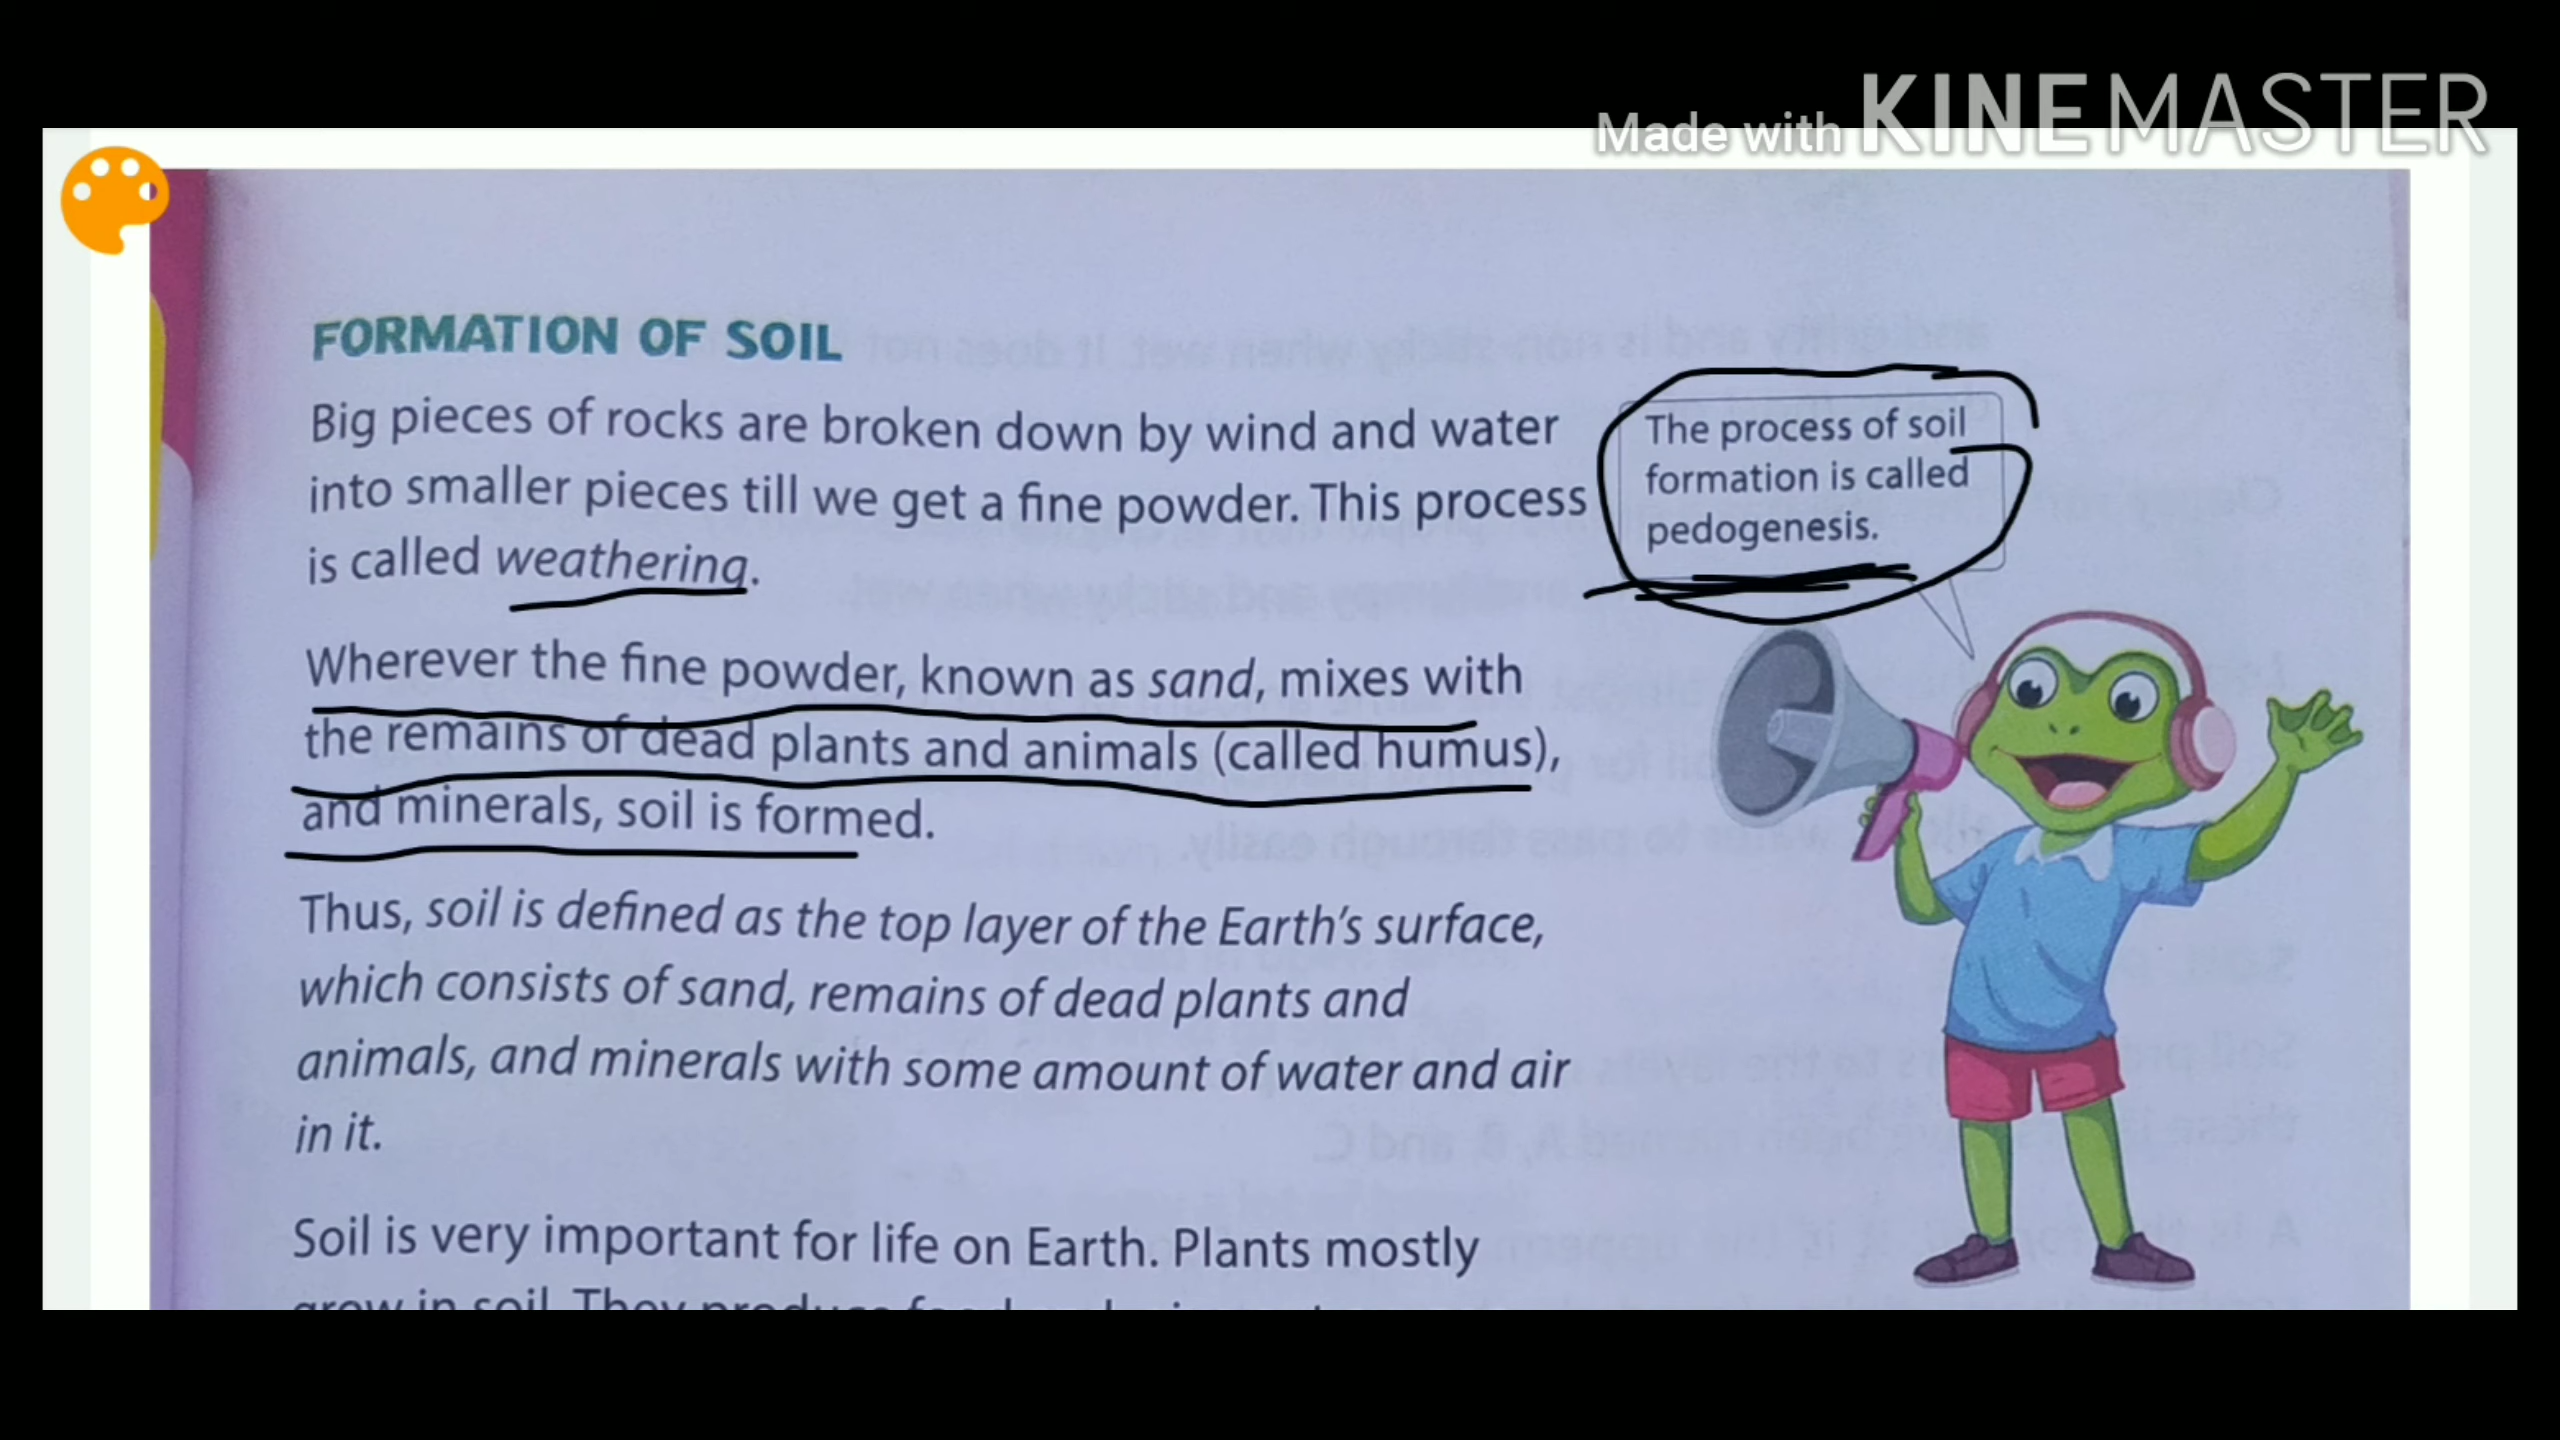 Made with KINEMASTER
FORMATION OF SOIL
Big pieces of rocks are broken down by wind and water
into smaller pieces till we get a fine powder. This process
is called weathering.
The process of soil
formation is called
pedogenesis.
Wherever the fine powder, known as sand, mixes with
the remains of dead plants and animals (called humus),
and minerals, soil is formed.
Thus, soil is defined as the top layer of the Earth's surface,
which consists of sand, remains of dead plants and
animals, and minerals with some amount of water and air
in it.
Soil is very important for life on Earth. Plants mostly
grow in soil. They produce